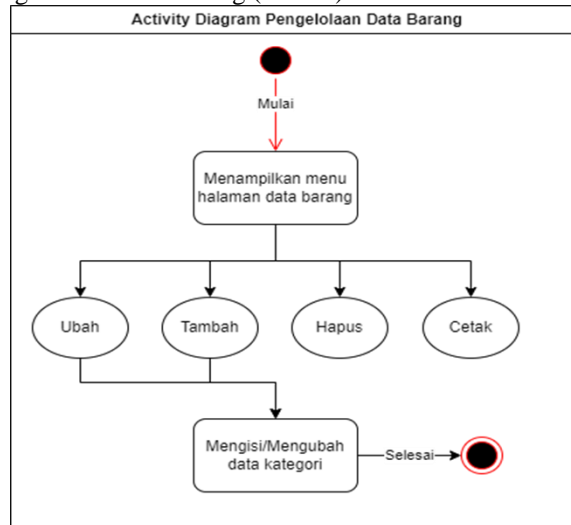 Activity Diagram Pengelolaan Data Barang
Mulai
Menampilkan menu
halaman data barang
Ubah
Tambah
Hapus
Cetak
Mengisi/Mengubah
data kategori
Selesai